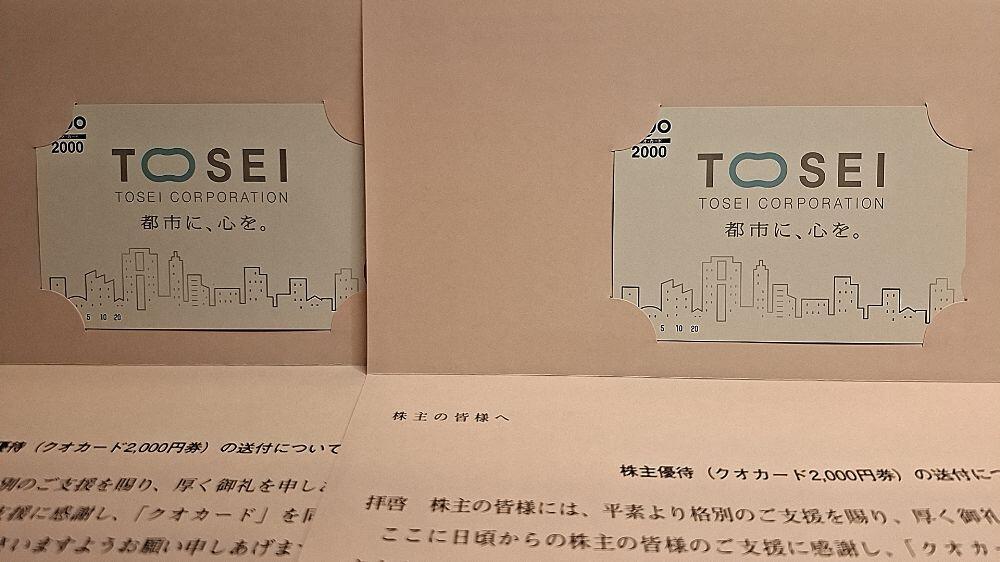 2000
TOSEI
TOSEI CORPORATION
都市に、心を。
5 10 20
2000
TOSEI
TOSEI CORPORATION
都市に、心を。
5 10 20
待（クオカード2,000円券）の送付について
別のご支援を賜り、厚く御礼を申し
支援に感謝し、「クオカード」を同
さいますようお願い申しあげま
株主の皆様へ
株主優待（クオカード2,000円券）の送付につ
拝啓 株主の皆様には、平素より格別のご支援を賜り、厚く御礼
ここに日頃からの株主の皆様のご支援に感謝し、「クオカー